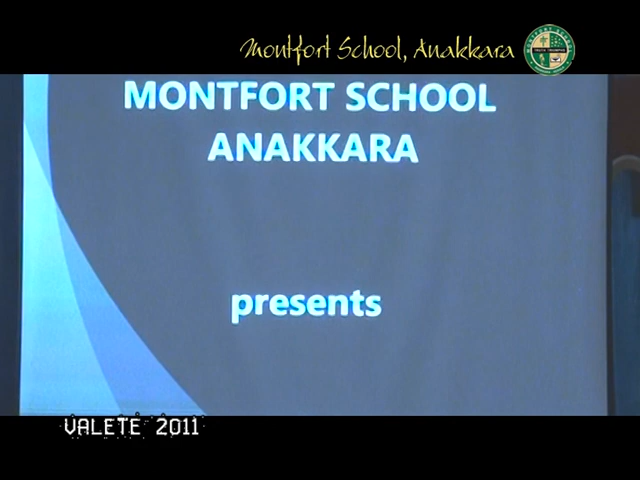 Montfort School, Anakkara
MONTFORT SCHOOL
ANAKKARA
presents
VALETE 2011